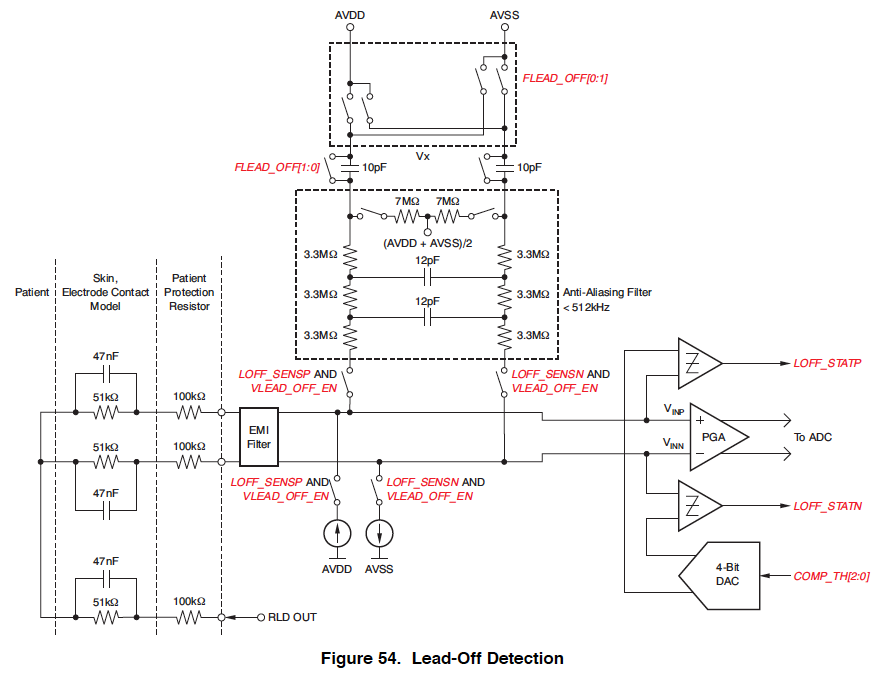 AVDD AVSS
FLEAD_OFF[0:1]
Vx
FLEAD_OFF[1:0] 10pF 10pF
7MΩ 7MΩ
(AVDD + AVSS)/2
3.3MΩ 12pF 3.3MΩ
Patient
Skin,
Electrode Contact
Model
Patient
Protection
Resistor
3.3MΩ 12pF 3.3MΩ
Anti-Aliasing Filter
< 512kHz
3.3MΩ 3.3MΩ
47nF
51kΩ 100kΩ
LOFF_SENSP AND
VLEAD_OFF_EN
LOFF_SENSN AND
VLEAD_OFF_EN
LOFF_STATP
EMI
Filter
VINP
+
PGA
To ADC
VINN
−
51kΩ 100kΩ
47nF
LOFF_SENSP AND
VLEAD_OFF_EN
LOFF_SENSN AND
VLEAD_OFF_EN
LOFF_STATN
AVDD AVSS
4-Bit
DAC
COMP_TH[2:0]
47nF
51kΩ 100kΩ
RLD OUT
Figure 54. Lead-Off Detection